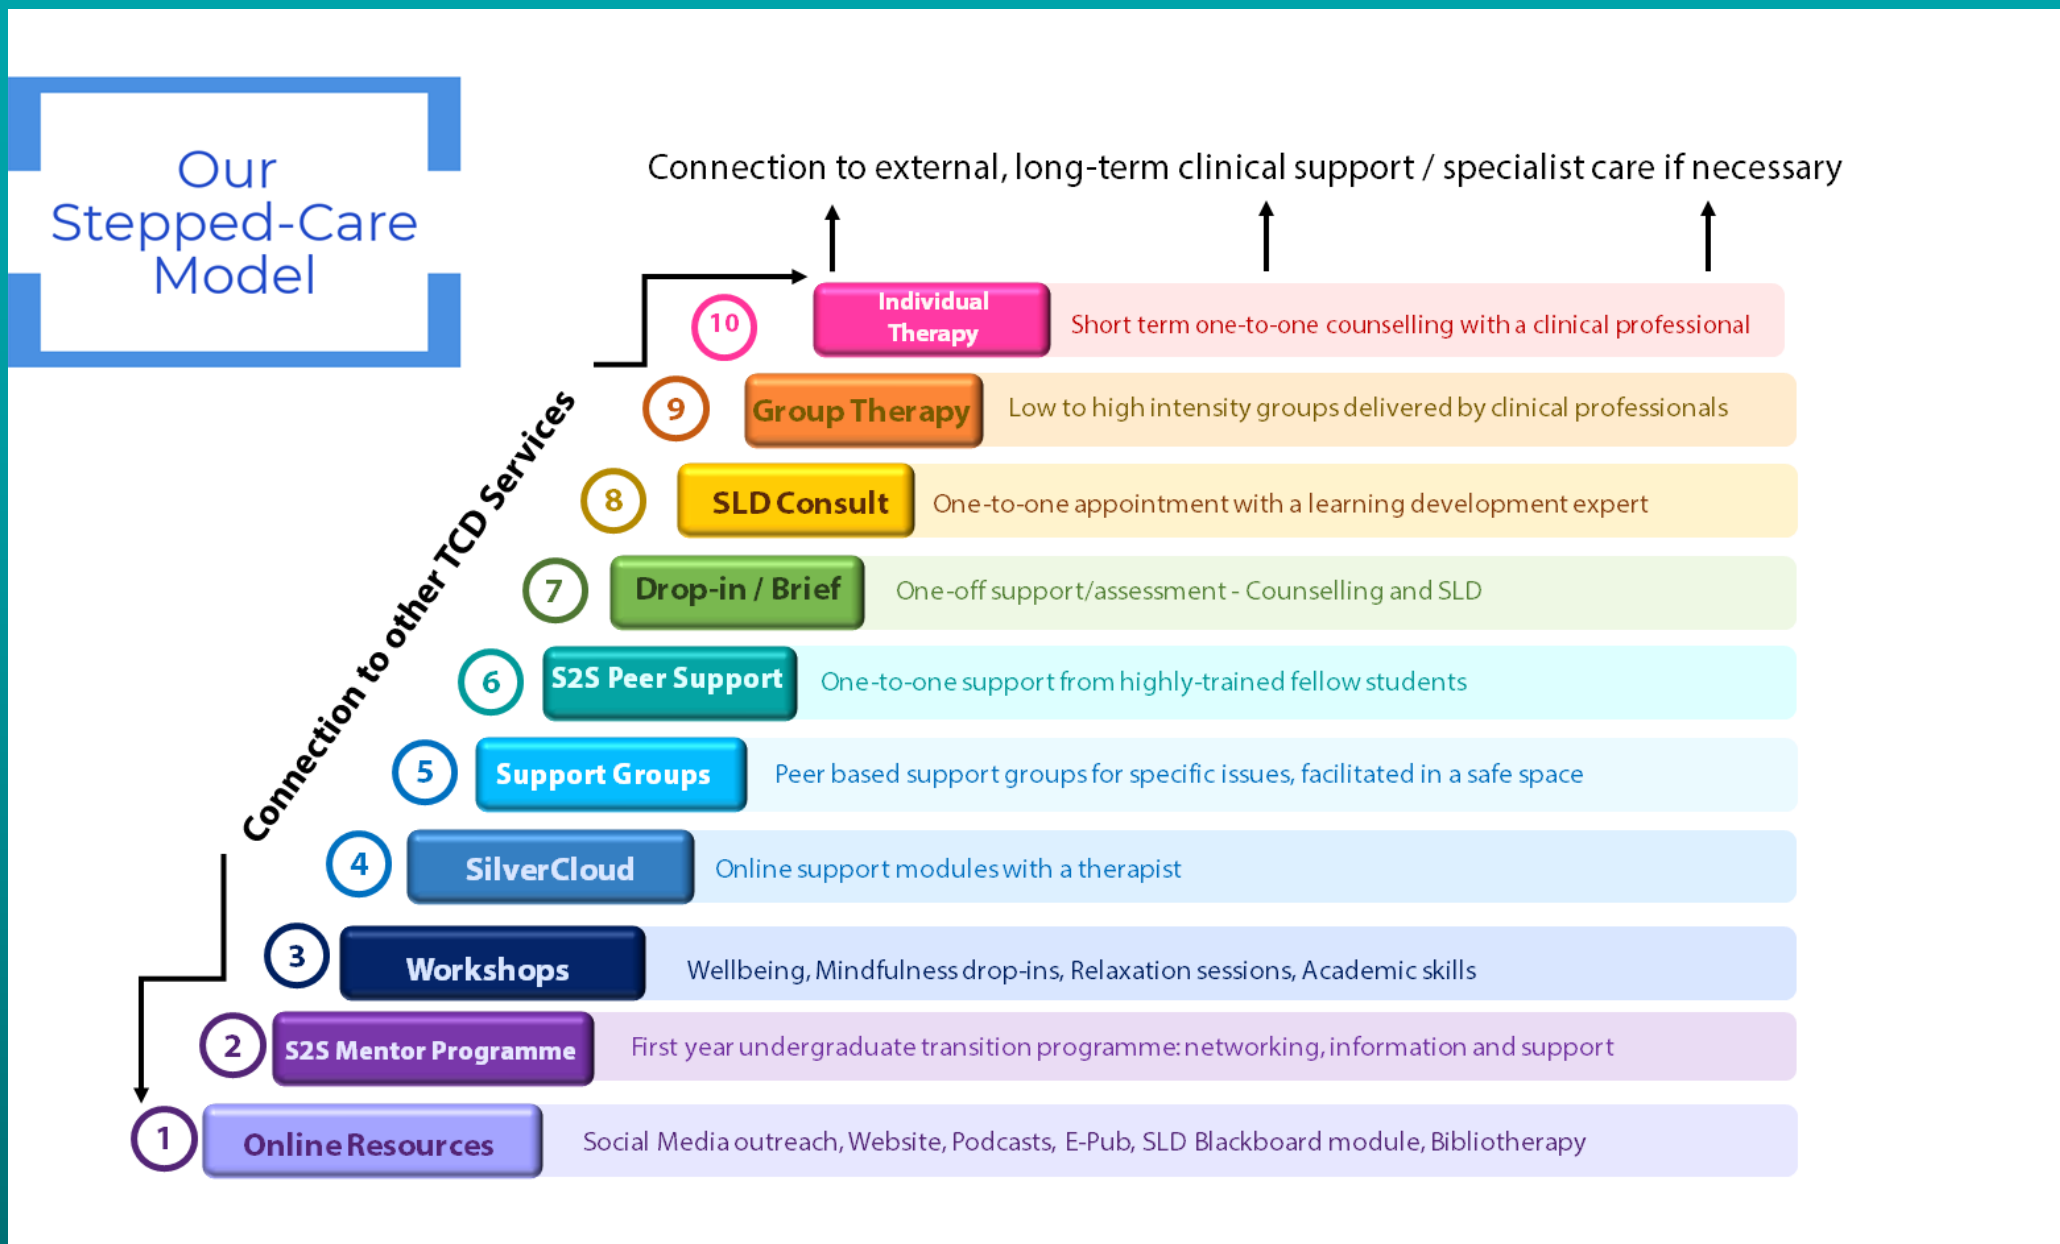 Our
Stepped-Care
Model
Connection to external, long-term clinical support / specialist care if necessary
Connection to other TCD Services
10
Individual
Therapy
Short term one-to-one counselling with a clinical professional
9
Group Therapy
Low to high intensity groups delivered by clinical professionals
8
SLD Consult
One-to-one appointment with a learning development expert
7
Drop-in / Brief
One-off support/assessment - Counselling and SLD
6
S2S Peer Support
One-to-one support from highly-trained fellow students
5
Support Groups
Peer based support groups for specific issues, facilitated in a safe space
4
SilverCloud
Online support modules with a therapist
3
Workshops
Wellbeing, Mindfulness drop-ins, Relaxation sessions, Academic skills
2
S2S Mentor Programme
First year undergraduate transition programme: networking, information and support
1
Online Resources
Social Media outreach, Website, Podcasts, E-Pub, SLD Blackboard module, Bibliotherapy